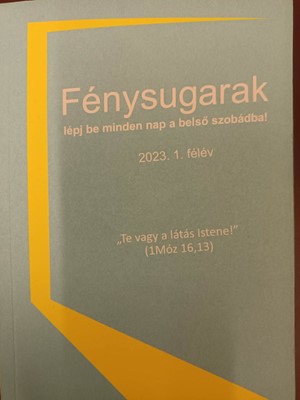 Fénysugarak
lépj be minden nap a belső szobádba!
2023. 1. félév
„Te vagy a látás Istene!”
(1Móz 16,13)